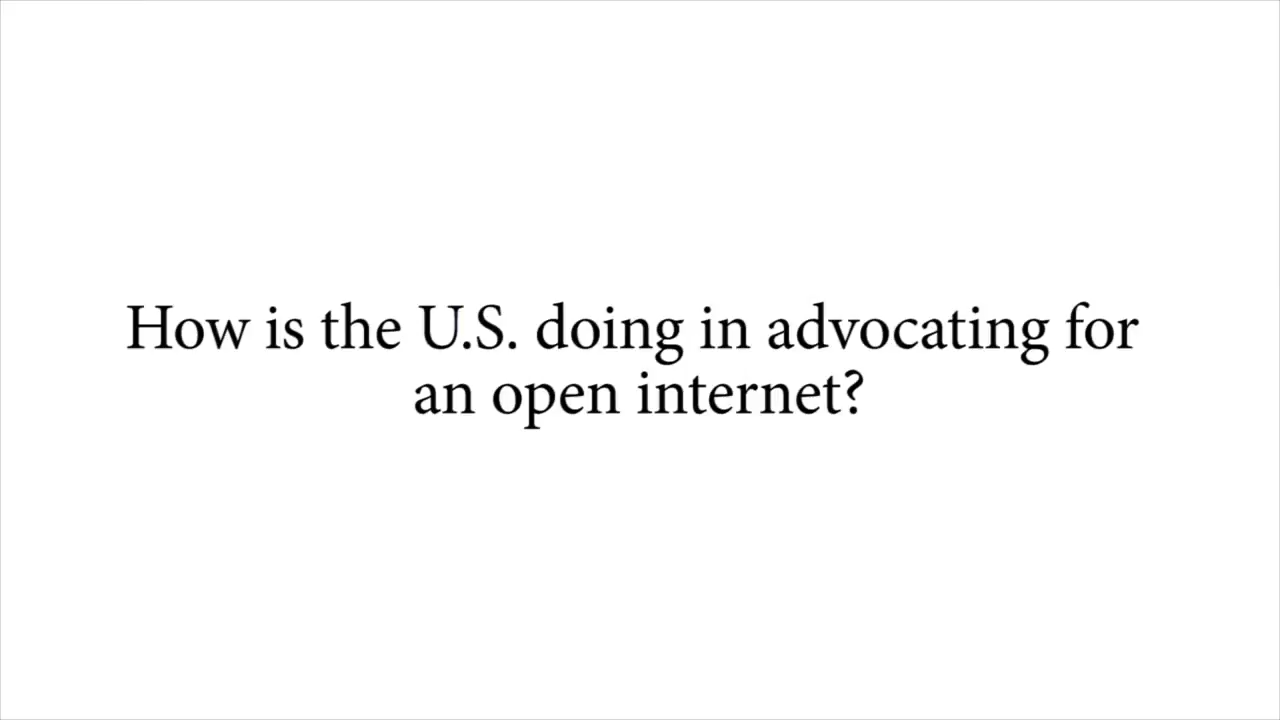 How is the U.S. doing in advocating for
an open internet?